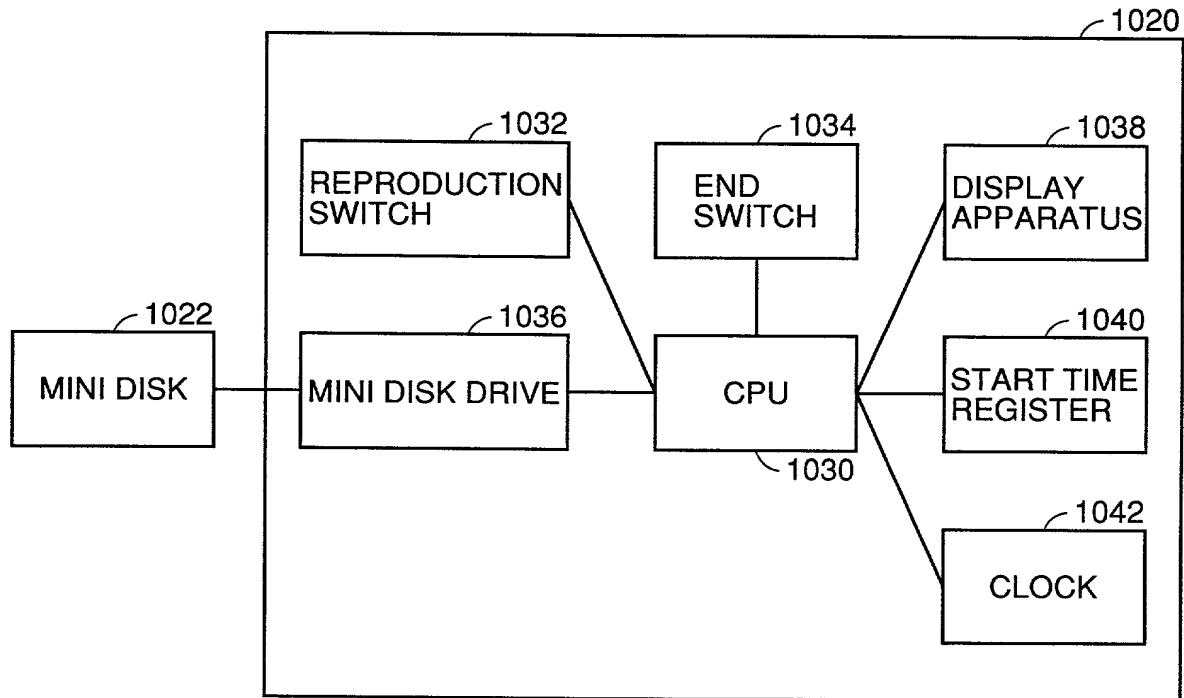 1020
1032
REPRODUCTION
SWITCH
1034
END
SWITCH
1038
DISPLAY
APPARATUS
1022
MINI DISK
1036
MINI DISK DRIVE
CPU
1030
1040
START TIME
REGISTER
1042
CLOCK